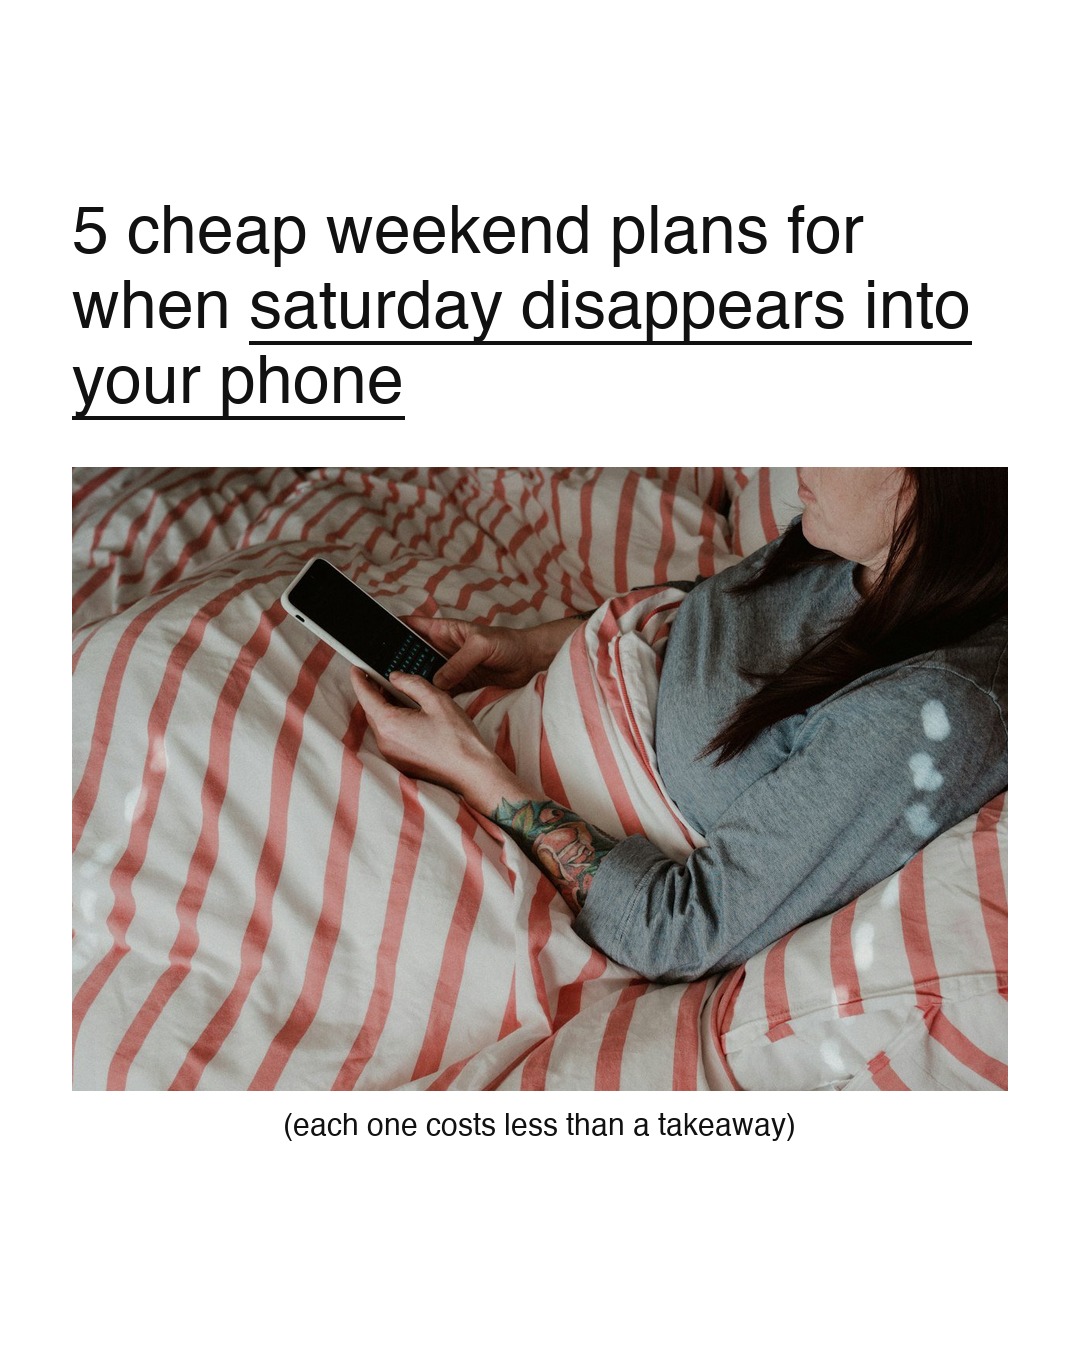 5 cheap weekend plans for
when saturday disappears into
your phone
(each one costs less than a takeaway)